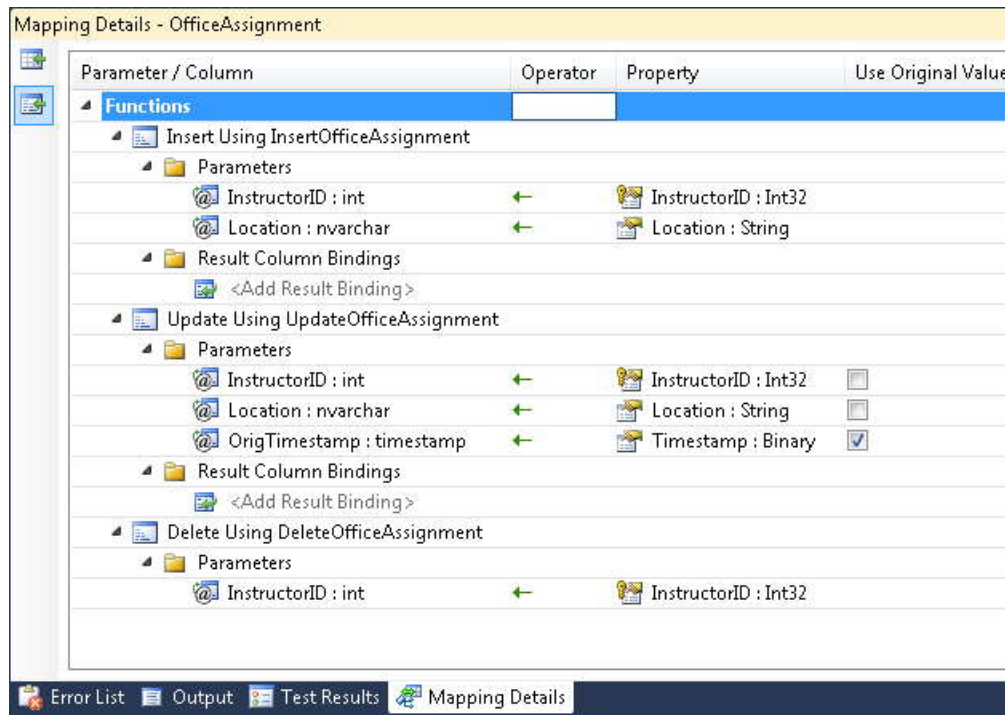 Mapping Details - OfficeAssignment
Parameter / Column Operator Property Use Original Value
Functions
Insert Using InsertOfficeAssignment
Parameters
InstructorID : int ← InstructorID : Int32
Location : nvarchar ← Location : String
Result Column Bindings
<Add Result Binding>
Update Using UpdateOfficeAssignment
Parameters
InstructorID : int ← InstructorID : Int32
Location : nvarchar ← Location : String
OrigTimestamp : timestamp ← Timestamp : Binary
Result Column Bindings
<Add Result Binding>
Delete Using DeleteOfficeAssignment
Parameters
InstructorID : int ← InstructorID : Int32
Error List Output Test Results Mapping Details